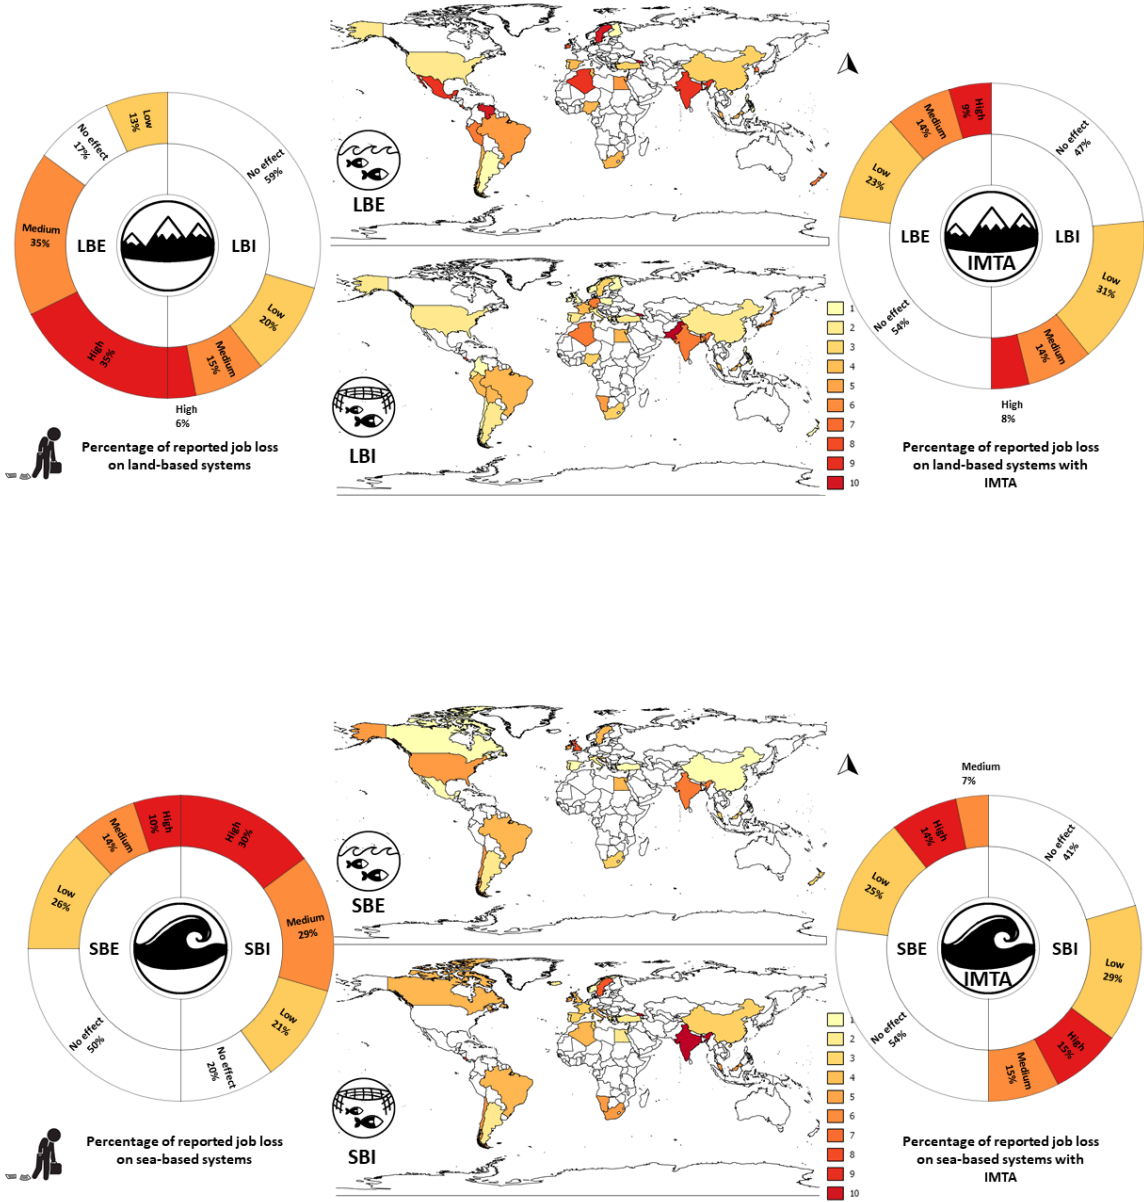 No effect
17%
Low
13%
No effect
59%
Medium
35%
LBE
LBI
Low
20%
High
35%
Medium
15%
High
6%
Percentage of reported job loss
on land-based systems
LBE
LBI
1
2
3
4
5
6
7
8
9
10
High
9%
Medium
14%
No effect
47%
Low
23%
LBE
LBI
IMTA
Low
31%
No effect
54%
Medium
14%
High
8%
Percentage of reported job loss
on land-based systems with
IMTA
High
10%
High
30%
Medium
14%
Low
26%
Medium
29%
SBE
SBI
Low
21%
No effect
50%
No effect
20%
Percentage of reported job loss
on sea-based systems
SBE
SBI
1
2
3
4
5
6
7
8
9
10
Medium
7%
High
14%
No effect
41%
Low
25%
SBE
SBI
IMTA
Low
29%
No effect
54%
High
15%
Medium
15%
Percentage of reported job loss
on sea-based systems with
IMTA